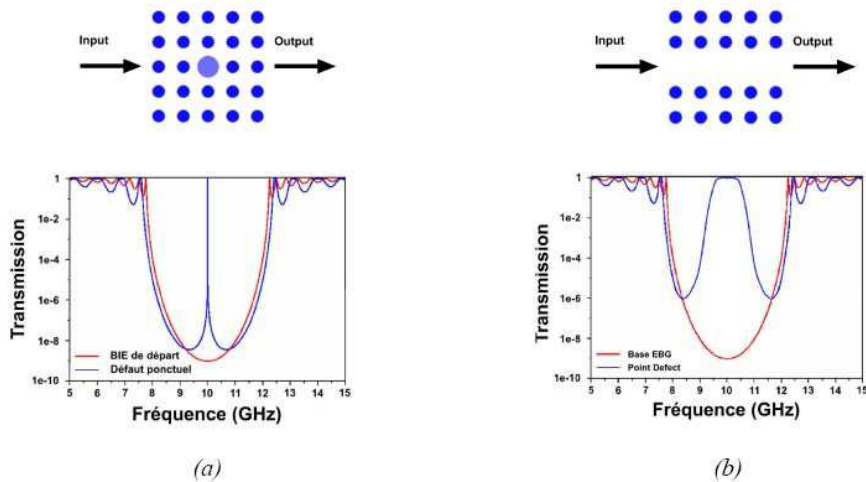 Input
Output
Transmission
1
1e-2
1e-4
1e-6
1e-8
1e-10
BIE de départ
Défaut ponctuel
5 6 7 8 9 10 11 12 13 14 15
Fréquence (GHz)
(a)
Input
Output
Transmission
1
1e-2
1e-4
1e-6
1e-8
1e-10
Base EBG
Point Defect
5 6 7 8 9 10 11 12 13 14 15
Fréquence (GHz)
(b)